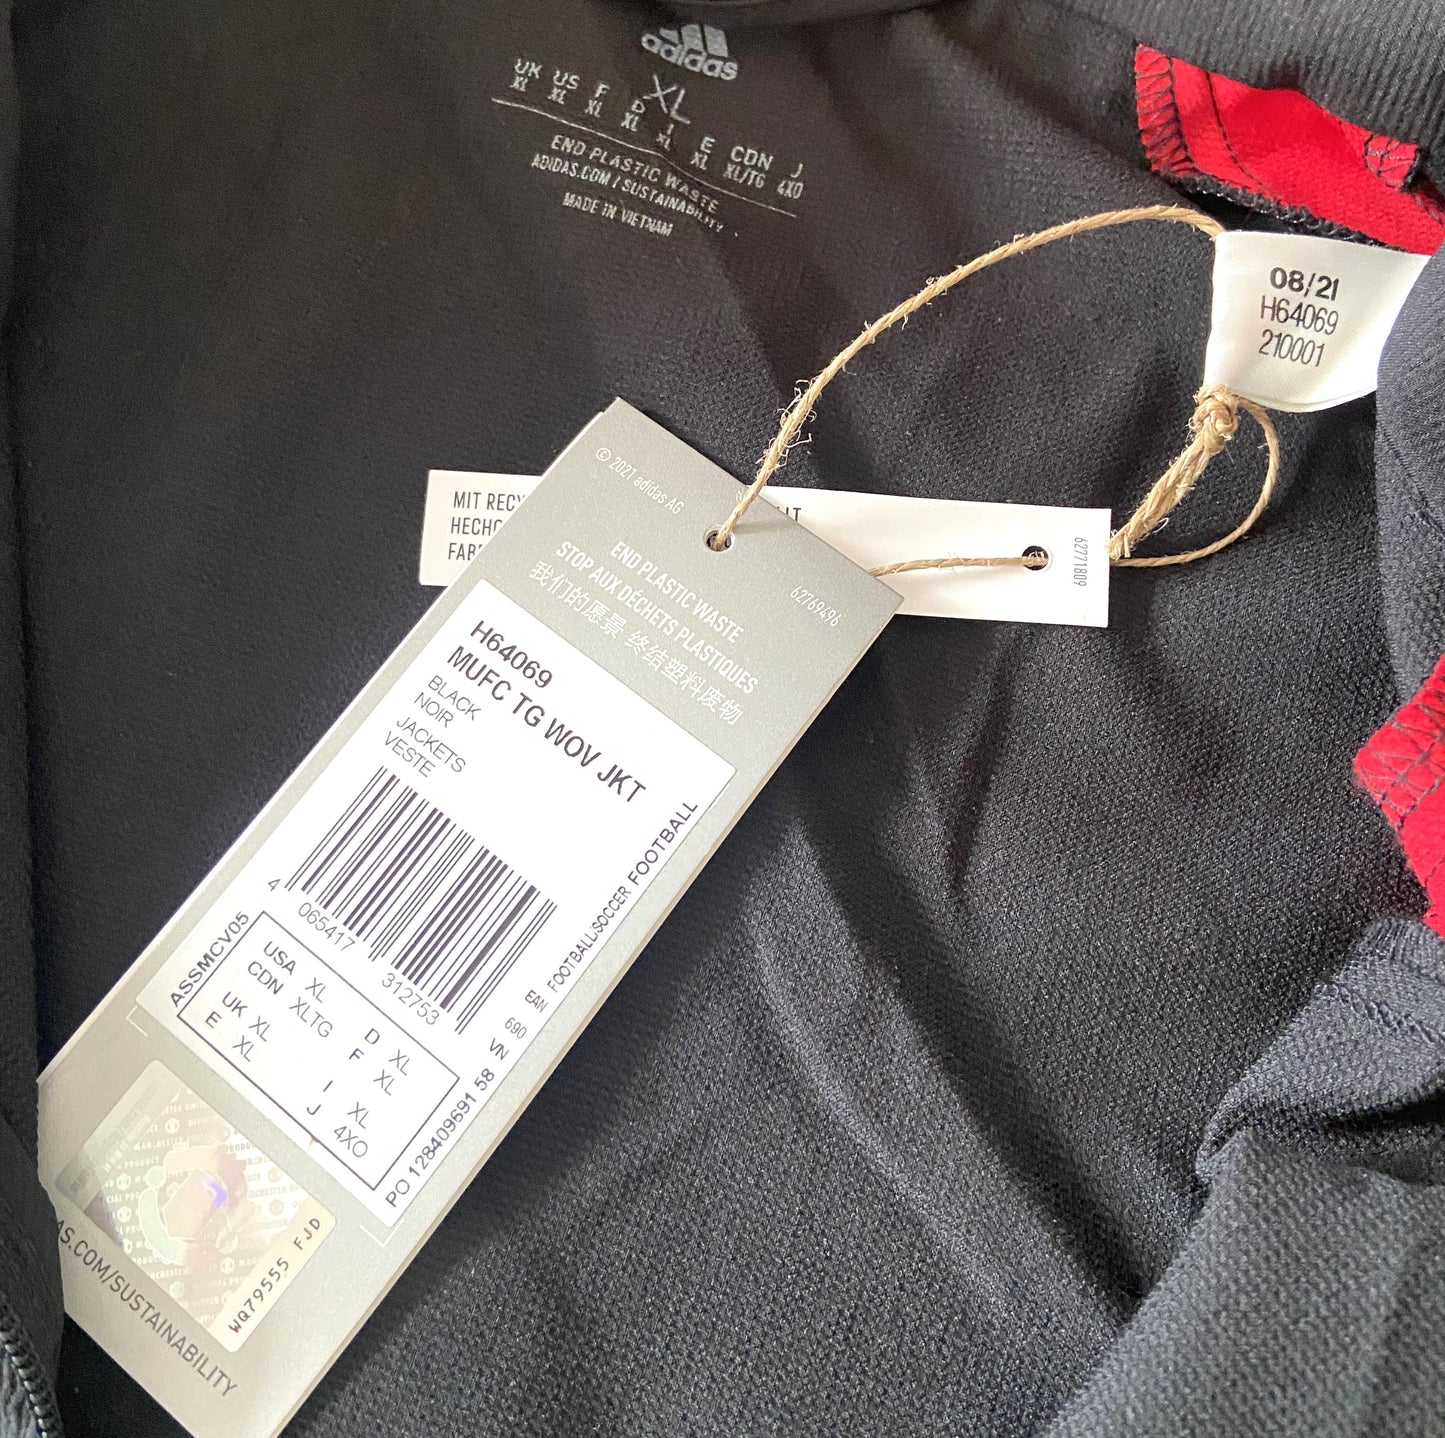 adidas
XL
UK US F D I E CDN J
XL XL XL XL XL XL XL/TG 4XO
END PLASTIC WASTE
ADIDAS.COM / SUSTAINABILITY
MADE IN VIETNAM
08/21
H64069
210001
MIT RECY
HECHO
FAB
62771809
© 2021 adidas AG
END PLASTIC WASTE
STOP AUX DÉCHETS PLASTIQUES
我们的愿景 终结塑料废物
62769496
H64069
MUFC TG WOV JKT
BLACK
NOIR
JACKETS
VESTE
4 065417 312753
EAN
FOOTBALL/SOCCER FOOTBALL
ASSMCV05
USA XL D XL
CDN XLTG F XL
UK XL I XL
E XL J 4XO
PO 128409691 58 VN 690
WQ79555 FJD
AS.COM/SUSTAINABILITY